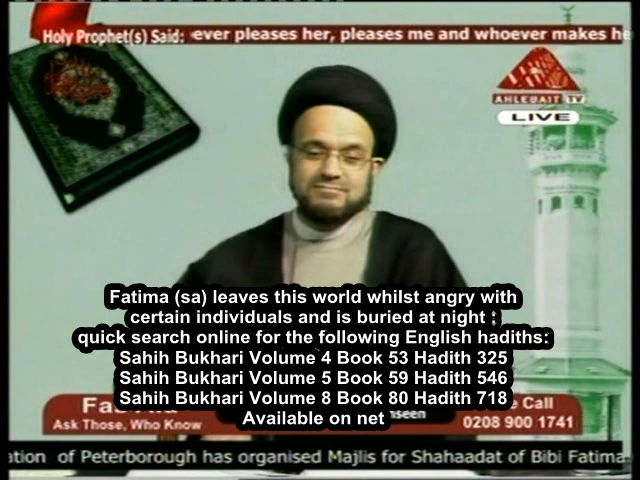 Holy Prophet(s) Said: ever pleases her, pleases me and whoever makes he
AHLEBAIT TV
LIVE
Fatima (sa) leaves this world whilst angry with
certain individuals and is buried at night :
quick search online for the following English hadiths:
Sahih Bukhari Volume 4 Book 53 Hadith 325
Sahih Bukhari Volume 5 Book 59 Hadith 546
Sahih Bukhari Volume 8 Book 80 Hadith 718
Available on net
Call
Ask Those, Who Know
0208 900 1741
ation of Peterborough has organised Majlis for Shahaadat of Bibi Fatima